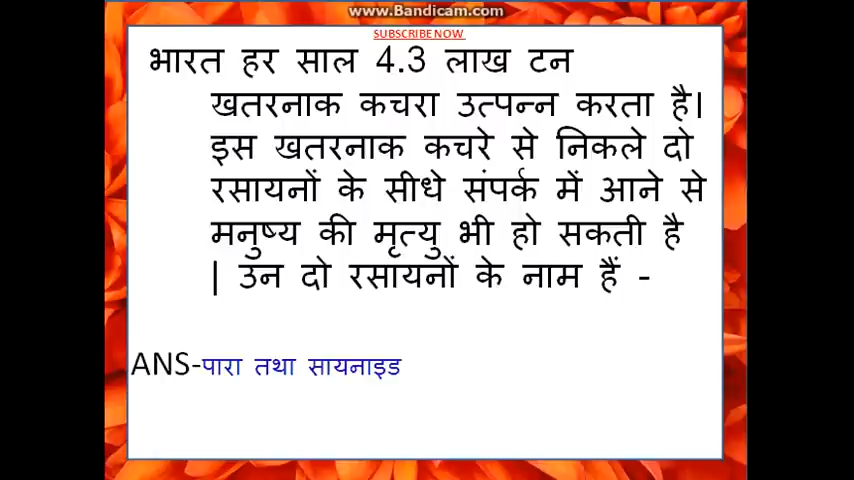 www.Bandicam.com
SUBSCRIBE NOW
भारत हर साल 4.3 लाख टन
खतरनाक कचरा उत्पन्न करता है।
इस खतरनाक कचरे से निकले दो
रसायनों के सीधे संपर्क में आने से
मनुष्य की मृत्यु भी हो सकती है
| उन दो रसायनों के नाम हैं -
ANS-पारा तथा सायनाइड